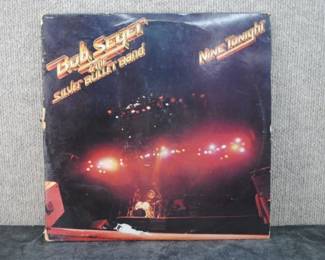 Bob Seger
& the
Silver Bullet Band
Nine Tonight